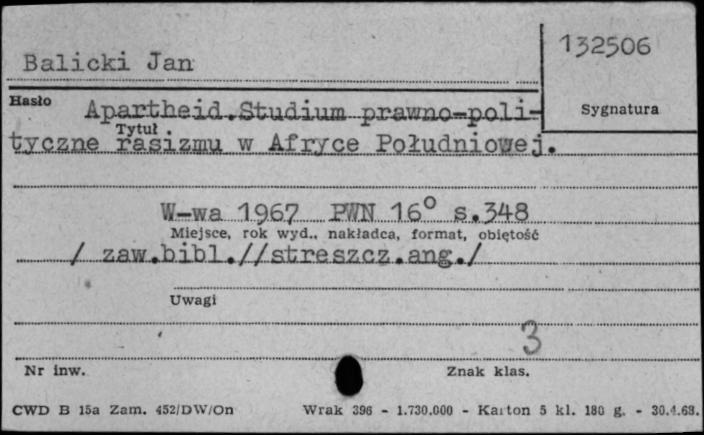 132506
Balicki Jan
Hasło
Sygnatura
Apartheid.Studium prawno-poli-
Tytuł
tyczne rasizmu w Afryce Południowej.
W-wa 1967 PWN 16° s.348
Miejsce, rok wyd., nakładca, format, objętość
/ zaw.bibl.//streszcz.ang./
Uwagi
3
Nr inw. Znak klas.
CWD B 15a Zam. 452/DW/On Wrak 396 - 1.730.000 - Karton 5 kl. 180 g. - 30.4.68.